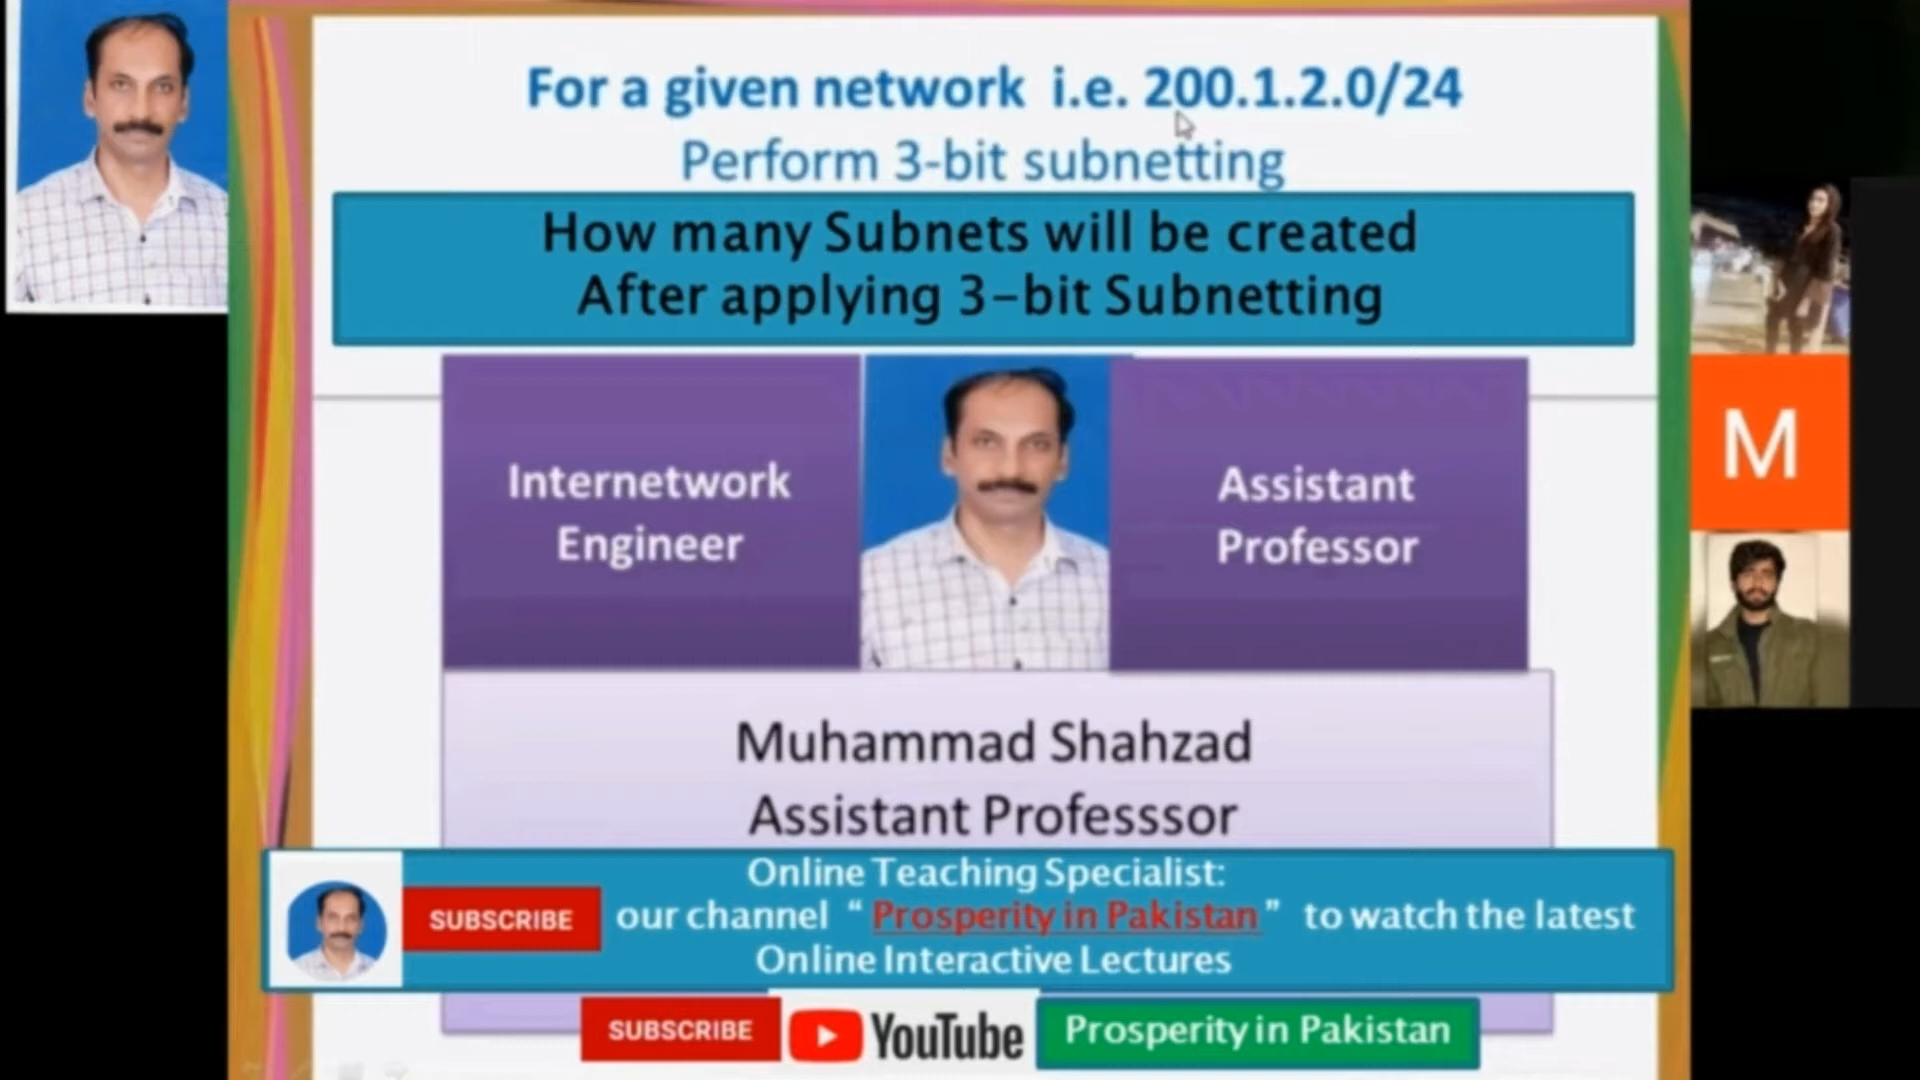 For a given network i.e. 200.1.2.0/24
Perform 3-bit subnetting
How many Subnets will be created
After applying 3-bit Subnetting
Internetwork
Engineer
Assistant
Professor
M
Muhammad Shahzad
Assistant Professsor
Online Teaching Specialist:
SUBSCRIBE our channel “ Prosperity in Pakistan ” to watch the latest
Online Interactive Lectures
SUBSCRIBE YouTube Prosperity in Pakistan